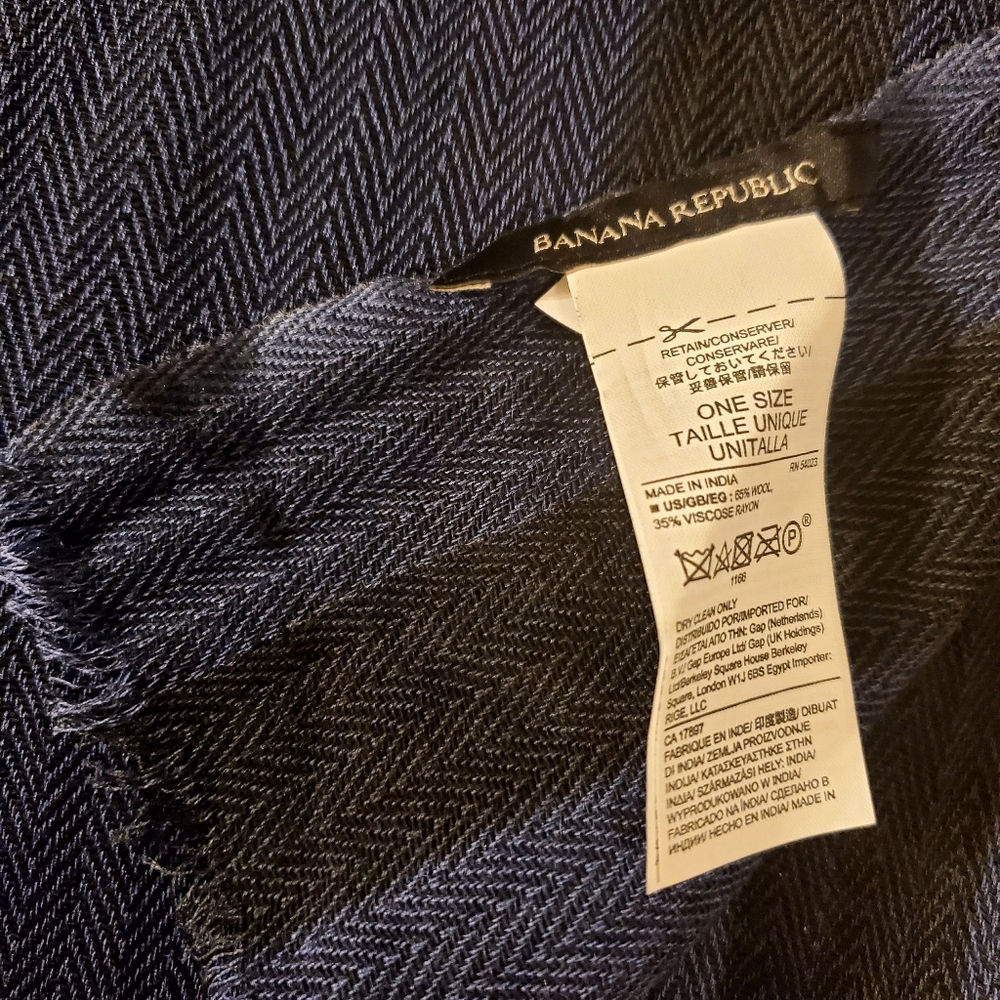 BANANA REPUBLIC
RETAIN/CONSERVER/
CONSERVARE/
保管しておいてください/
妥善保管/請保留
ONE SIZE
TAILLE UNIQUE
UNITALLA
RN 54023
MADE IN INDIA
■ US/GB/EG : 65% WOOL,
35% VISCOSE RAYON
P®
1166
DRY CLEAN ONLY
DISTRIBUIDO POR/IMPORTED FOR/
ΕΙΣΑΓΕΤΑΙ ΑΠΟ ΤΗΝ: Gap (Netherlands)
B.V./ Gap Europe Ltd/ Gap (UK Holdings)
Ltd/Berkeley Square House Berkeley
Square, London W1J 6BS Egypt Importer:
RIGE, LLC
CA 17897
FABRIQUE EN INDE/ 印度製造/ DIBUAT
DI INDIA/ ZEMLJA PROIZVODNJE
INDIJA/ ΚΑΤΑΣΚΕΥΑΣΤΗΚΕ ΣΤΗΝ
ΙΝΔΙΑ/ SZÁRMAZÁSI HELY: INDIA/
WYPRODUKOWANO W INDIA/
FABRICADO NA ÍNDIA/ СДЕЛАНО В
ИНДИИ/ HECHO EN INDIA/ MADE IN